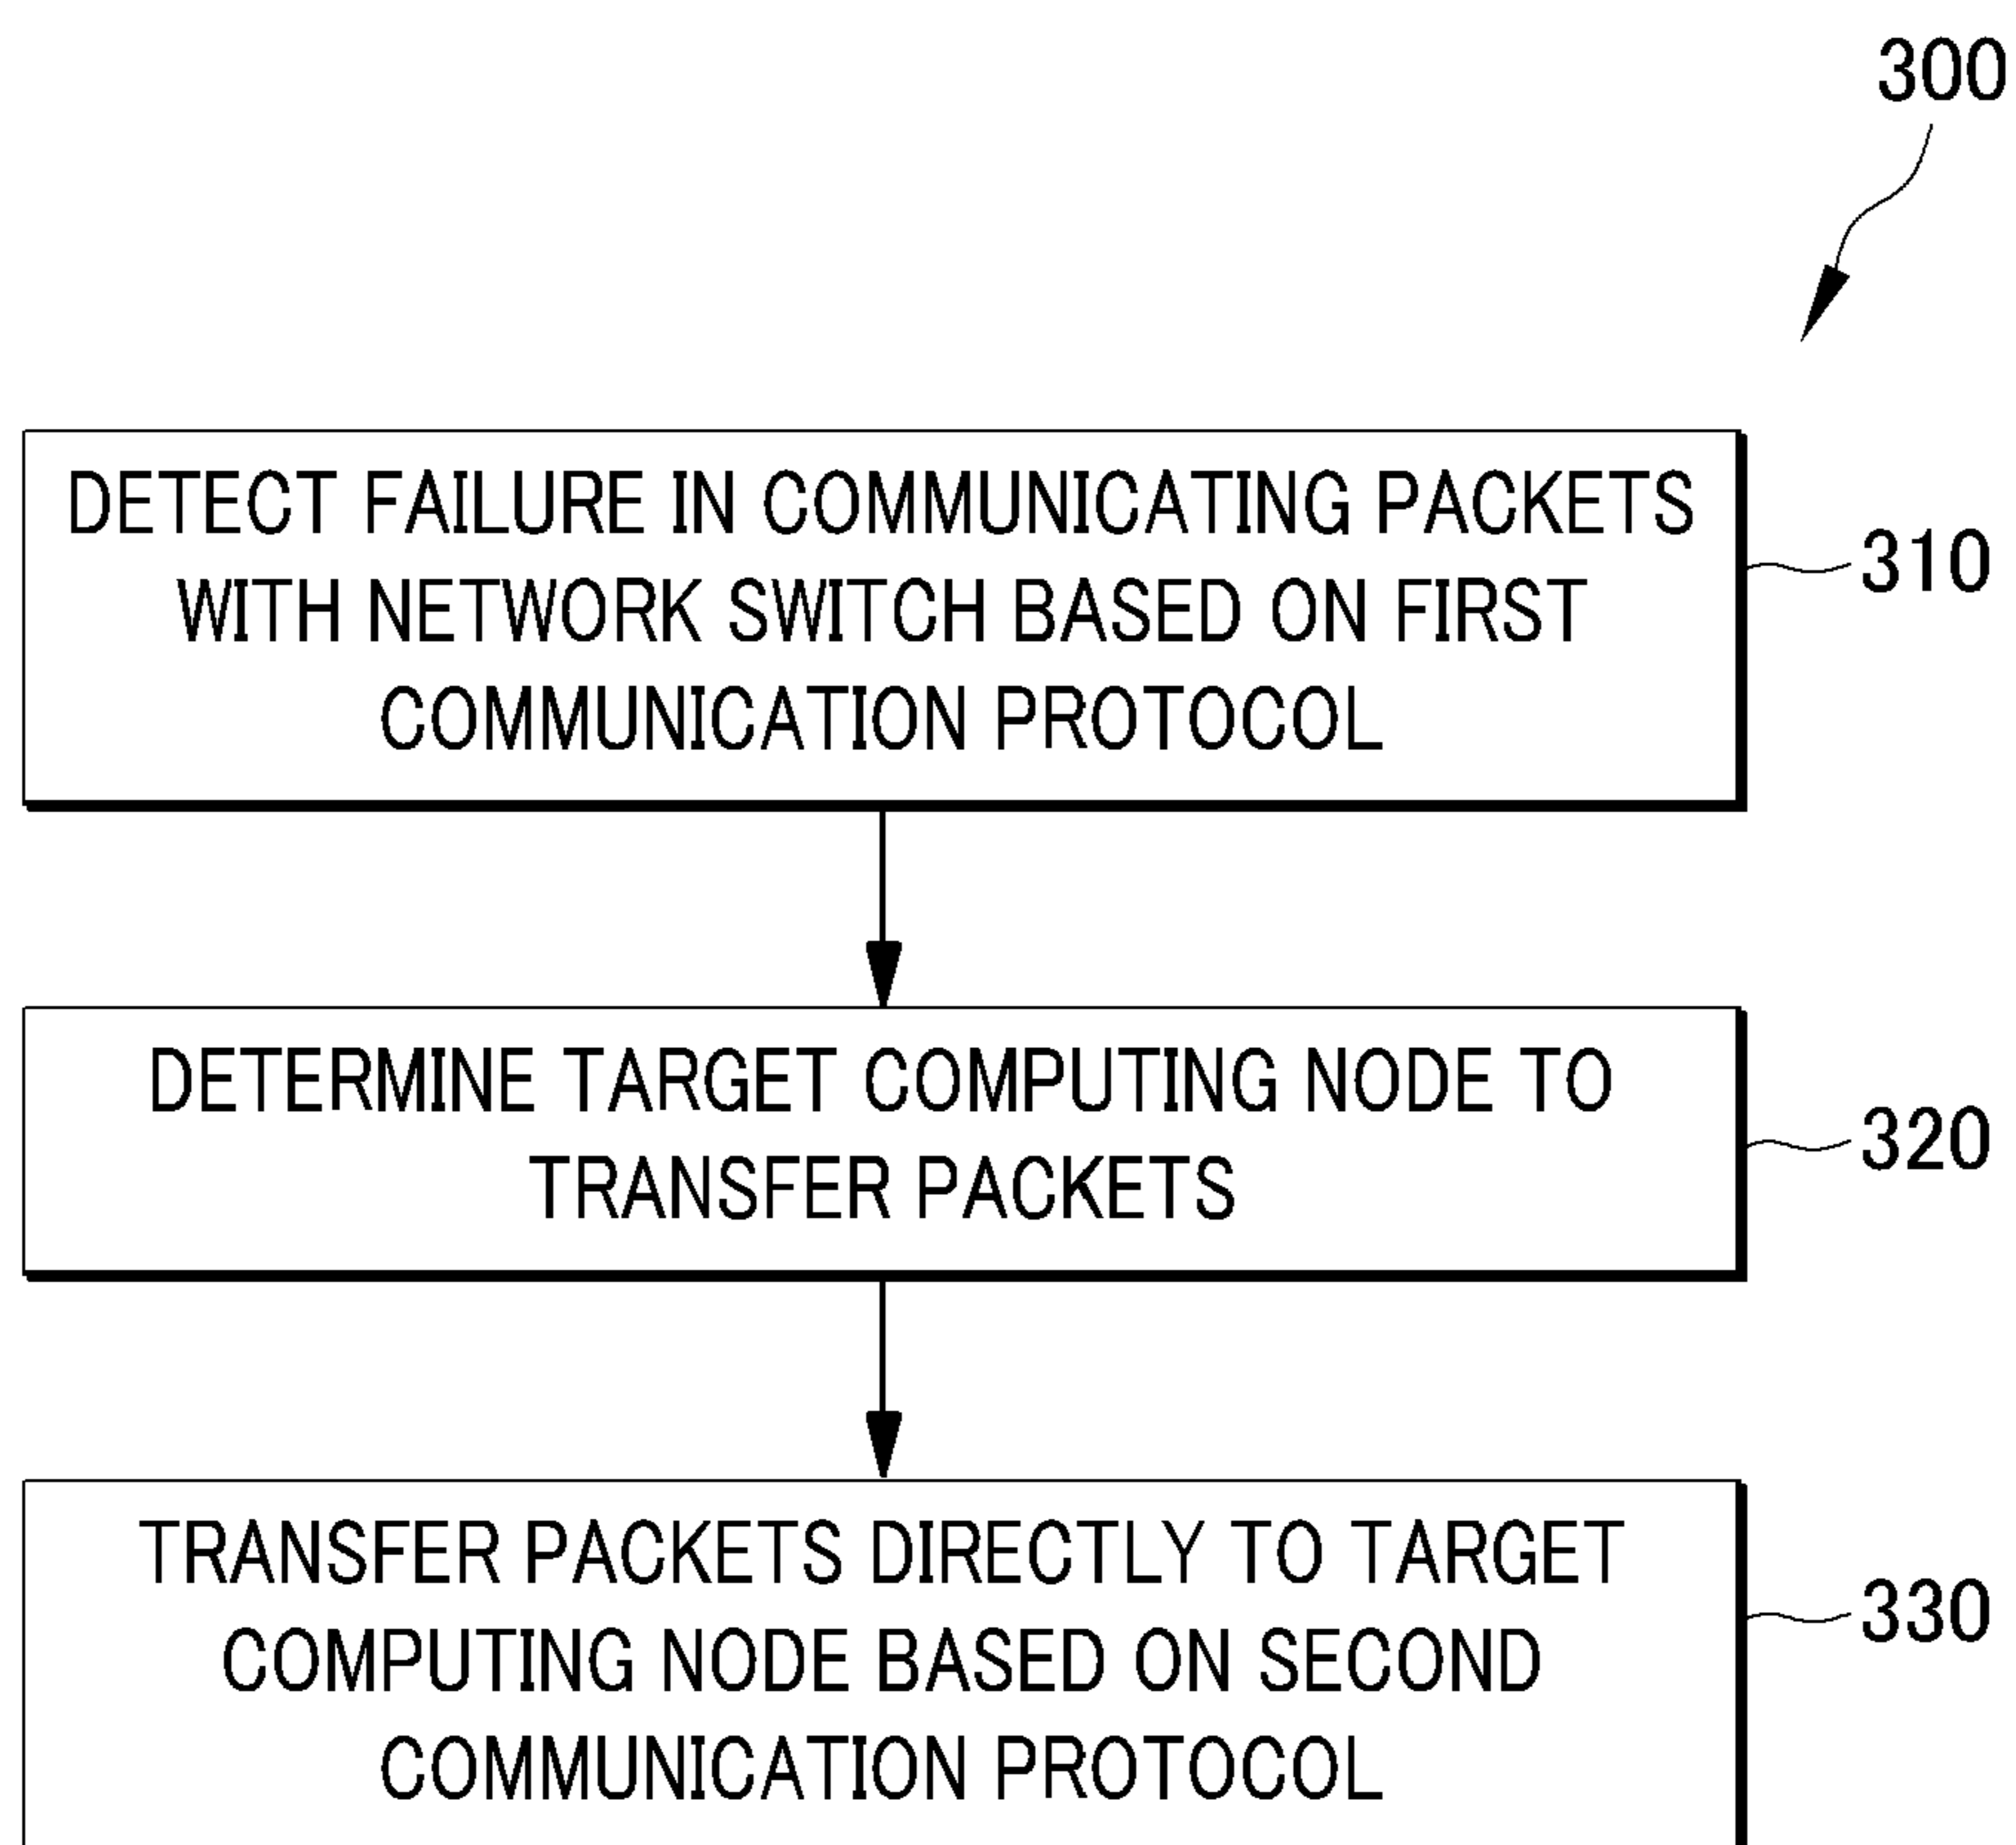 300
DETECT FAILURE IN COMMUNICATING PACKETS
WITH NETWORK SWITCH BASED ON FIRST
COMMUNICATION PROTOCOL
310
DETERMINE TARGET COMPUTING NODE TO
TRANSFER PACKETS
320
TRANSFER PACKETS DIRECTLY TO TARGET
COMPUTING NODE BASED ON SECOND
COMMUNICATION PROTOCOL
330